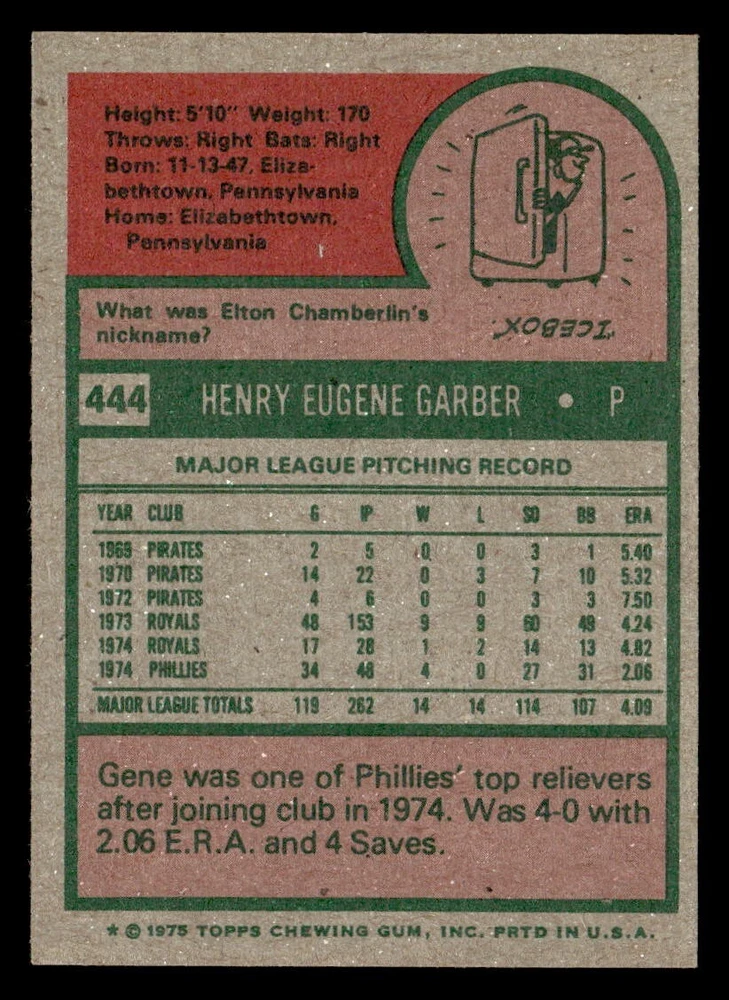 Height: 5'10" Weight: 170
Throws: Right Bats: Right
Born: 11-13-47, Eliza-
bethtown, Pennsylvania
Home: Elizabethtown,
Pennsylvania
What was Elton Chamberlin's
nickname?
"ICEBOX."
444 HENRY EUGENE GARBER • P
MAJOR LEAGUE PITCHING RECORD
YEAR CLUB G IP W L SO BB ERA
1969 PIRATES 2 5 0 0 3 1 5.40
1970 PIRATES 14 22 0 3 7 10 5.32
1972 PIRATES 4 6 0 0 3 3 7.50
1973 ROYALS 48 153 9 9 60 49 4.24
1974 ROYALS 17 28 1 2 14 13 4.82
1974 PHILLIES 34 48 4 0 27 31 2.06
MAJOR LEAGUE TOTALS 119 262 14 14 114 107 4.09
Gene was one of Phillies' top relievers
after joining club in 1974. Was 4-0 with
2.06 E.R.A. and 4 Saves.
* © 1975 TOPPS CHEWING GUM, INC. PRTD IN U.S.A.